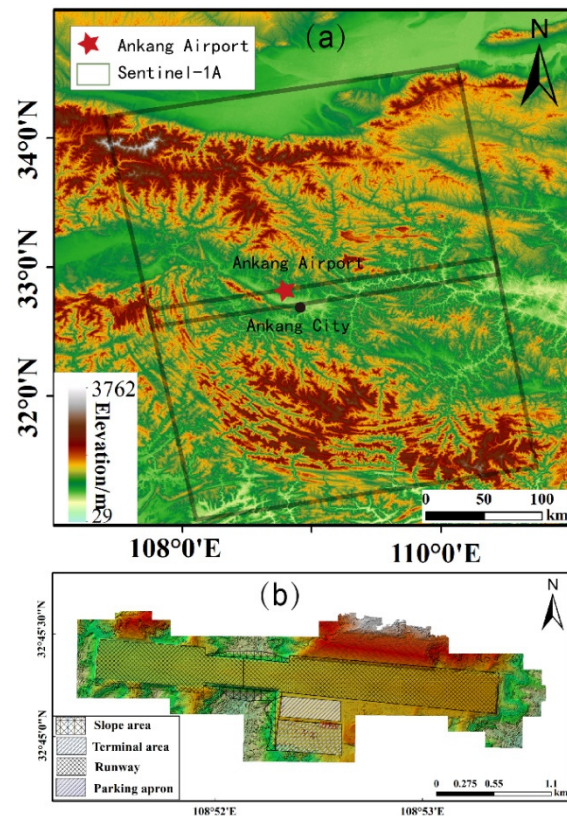 (a)
Ankang Airport
Sentinel-1A
N
34°0'N
33°0'N
32°0'N
Ankang Airport
Ankang City
3762
Elevation/m
29
0 50 100
km
108°0'E
110°0'E
(b)
N
32°45'30"N
32°45'0"N
Slope area
Terminal area
Runway
Parking apron
0 0.275 0.55 1.1
km
108°52'E
108°53'E